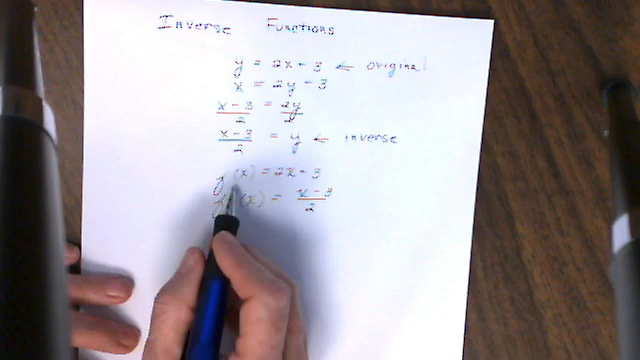 Inverse Functions
y = 2x + 3 ← original
x = 2y + 3
x - 3 = 2y
2 2
x - 3 = y ← inverse
2
(x) = 2x + 3
(x) = x - 3
2